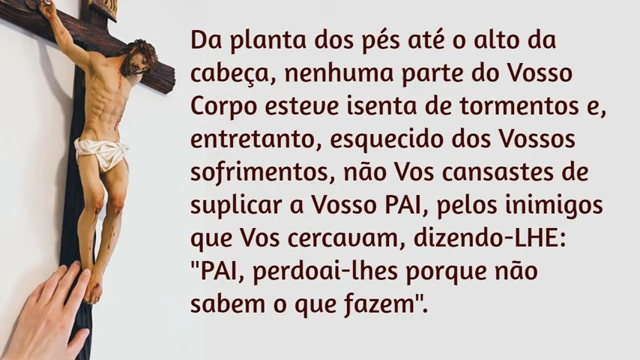 Da planta dos pés até o alto da
cabeça, nenhuma parte do Vosso
Corpo esteve isenta de tormentos e,
entretanto, esquecido dos Vossos
sofrimentos, não Vos cansastes de
suplicar a Vosso PAI, pelos inimigos
que Vos cercavam, dizendo-LHE:
"PAI, perdoai-lhes porque não
sabem o que fazem".